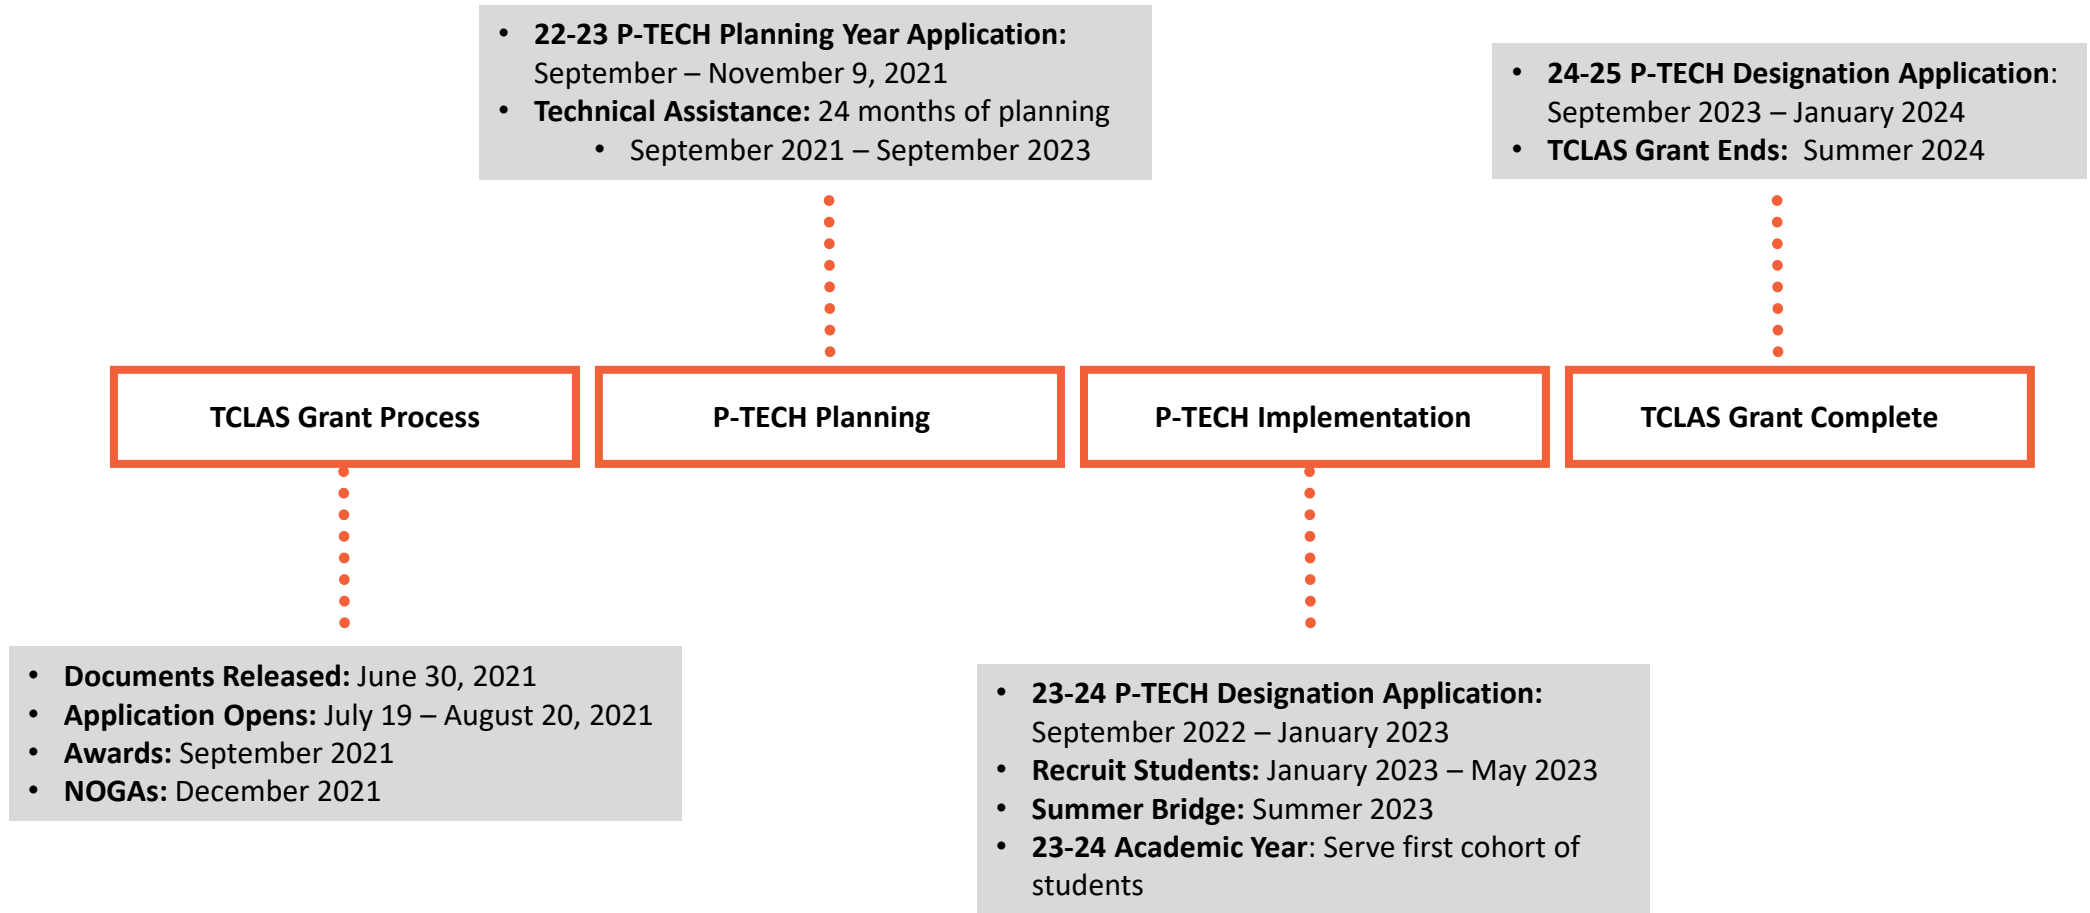 • 22-23 P-TECH Planning Year Application:
September – November 9, 2021
• Technical Assistance: 24 months of planning
• September 2021 – September 2023
• 24-25 P-TECH Designation Application:
September 2023 – January 2024
• TCLAS Grant Ends:  Summer 2024
TCLAS Grant Process
P-TECH Planning
P-TECH Implementation
TCLAS Grant Complete
• Documents Released: June 30, 2021
• Application Opens: July 19 – August 20, 2021
• Awards: September 2021
• NOGAs: December 2021
• 23-24 P-TECH Designation Application:
September 2022 – January 2023
• Recruit Students: January 2023 – May 2023
• Summer Bridge: Summer 2023
• 23-24 Academic Year: Serve first cohort of
students